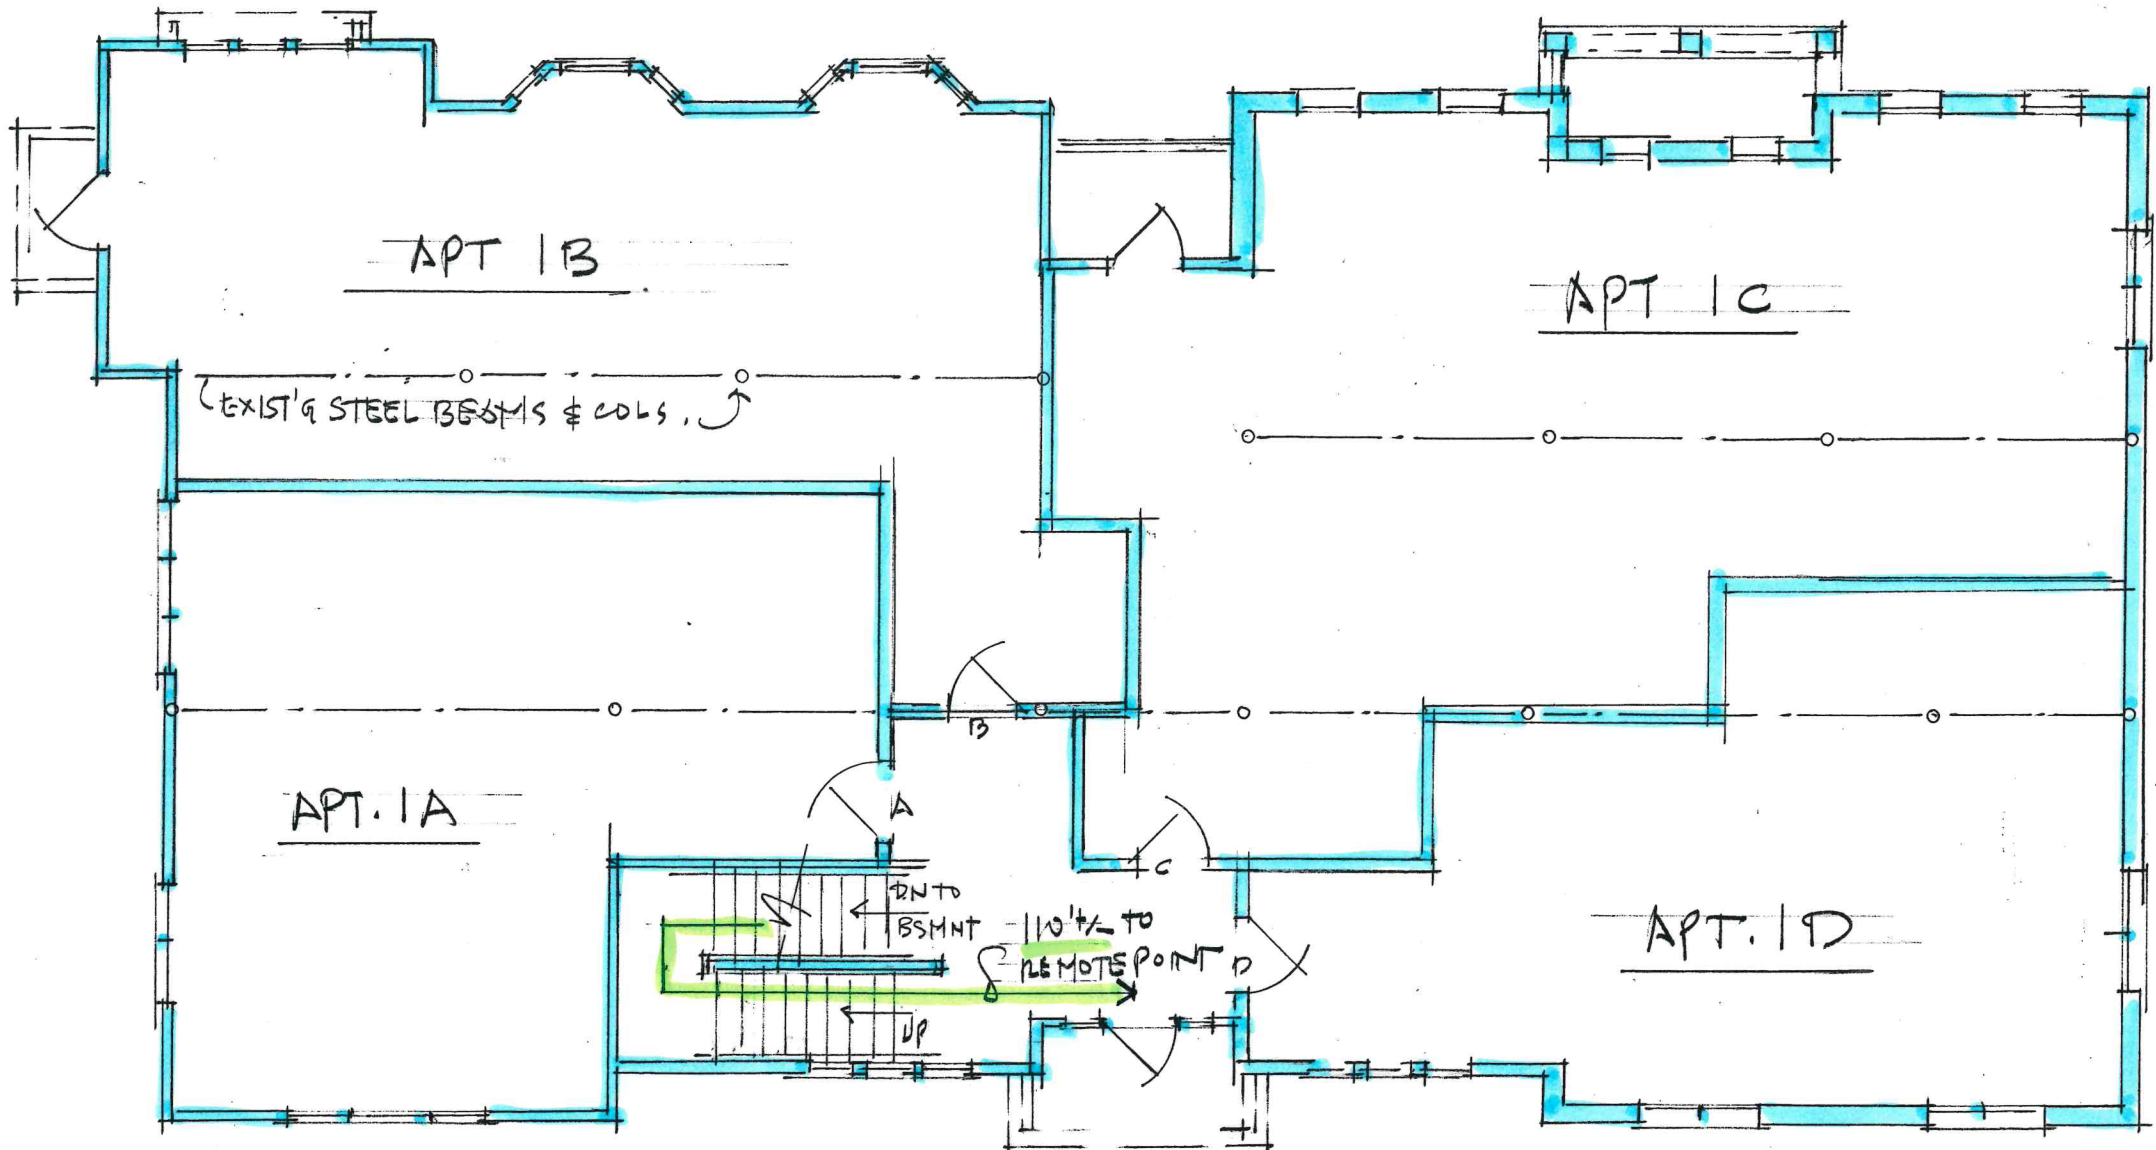 APT 1B
APT 1C
EXIST'G STEEL BEAMS & COLS.
B
A
APT. 1A
C
DN TO
BSMNT
110'+/- TO
REMOTE POINT
D
APT. 1D
UP